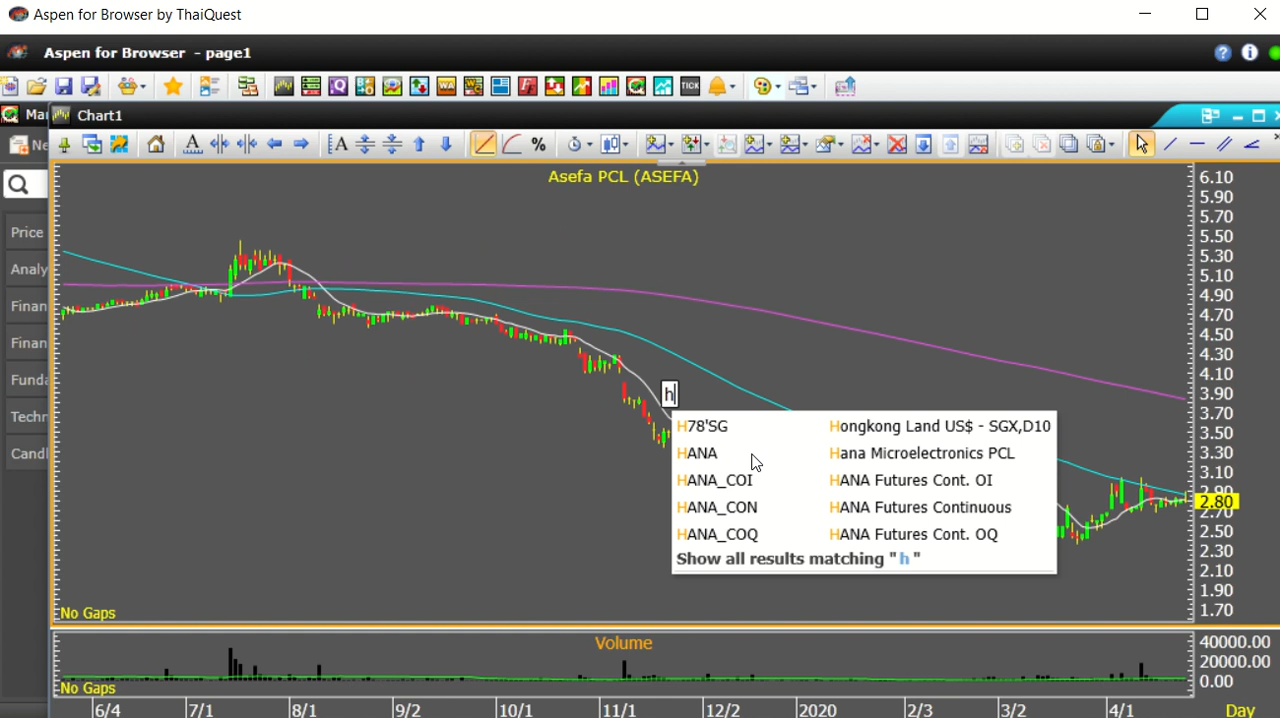 Aspen for Browser by ThaiQuest
Aspen for Browser - page1
Mar
Chart1
Ne
Asefa PCL (ASEFA)
Price
Analy
Finan
Finan
Funda
Techn
Candl
h
H78'SG Hongkong Land US$ - SGX,D10
HANA Hana Microelectronics PCL
HANA_COI HANA Futures Cont. OI
HANA_CON HANA Futures Continuous
HANA_COQ HANA Futures Cont. OQ
Show all results matching "h"
6.10
5.90
5.70
5.50
5.30
5.10
4.90
4.70
4.50
4.30
4.10
3.90
3.70
3.50
3.30
3.10
2.90
2.80
2.70
2.50
2.30
2.10
1.90
1.70
No Gaps
Volume
40000.00
20000.00
0.00
No Gaps
6/4 7/1 8/1 9/2 10/1 11/1 12/2 2020 2/3 3/2 4/1 Day